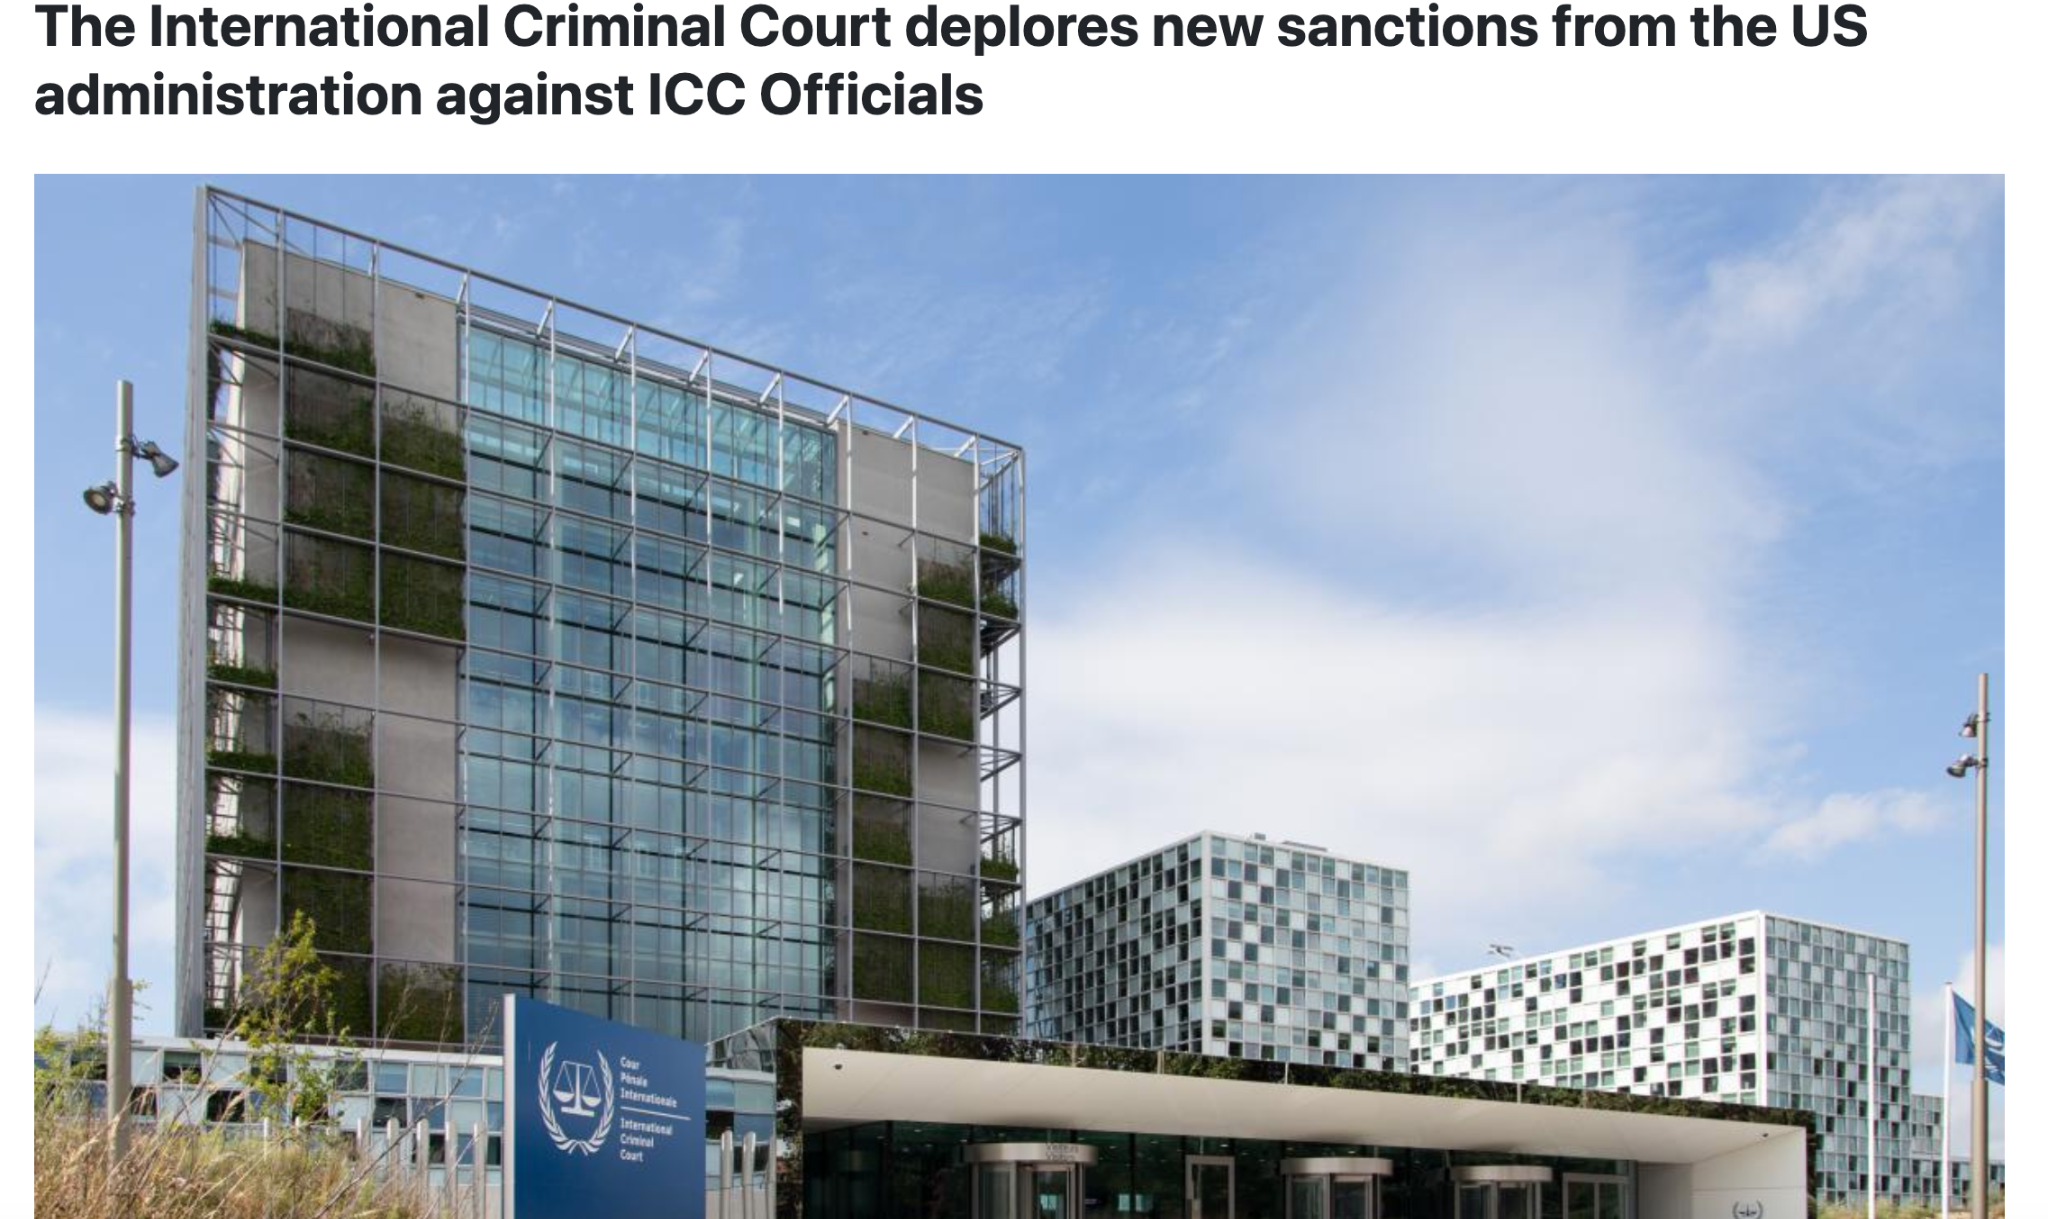 The International Criminal Court deplores new sanctions from the US
administration against ICC Officials
Cour
Pénale
Internationale
International
Criminal
Court